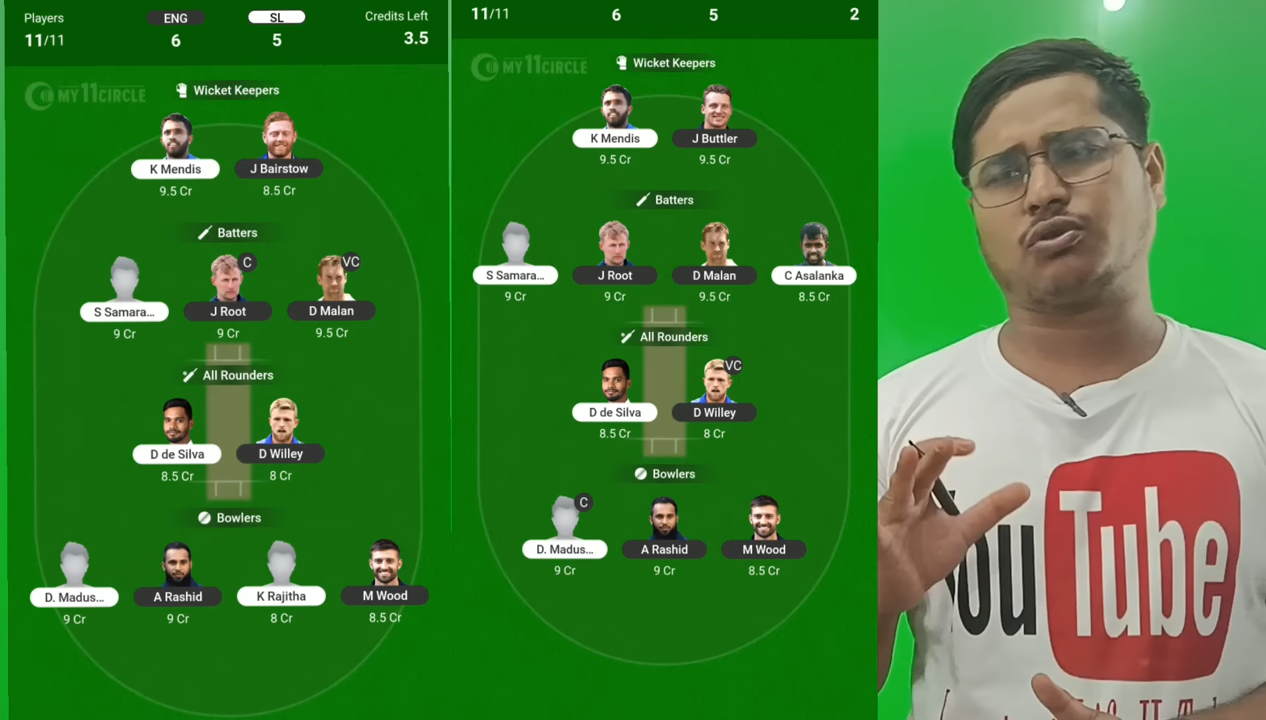 Players ENG SL Credits Left
11/11 6 5 3.5
MY11CIRCLE
Wicket Keepers
K Mendis J Bairstow
9.5 Cr 8.5 Cr
Batters
C VC
S Samara... J Root D Malan
9 Cr 9 Cr 9.5 Cr
All Rounders
D de Silva D Willey
8.5 Cr 8 Cr
Bowlers
D. Madus... A Rashid K Rajitha M Wood
9 Cr 9 Cr 8 Cr 8.5 Cr
11/11 6 5 2
MY11CIRCLE
Wicket Keepers
K Mendis J Buttler
9.5 Cr 9.5 Cr
Batters
S Samara... J Root D Malan C Asalanka
9 Cr 9 Cr 9.5 Cr 8.5 Cr
All Rounders
VC
D de Silva D Willey
8.5 Cr 8 Cr
Bowlers
C
D. Madus... A Rashid M Wood
9 Cr 9 Cr 8.5 Cr
YouTube